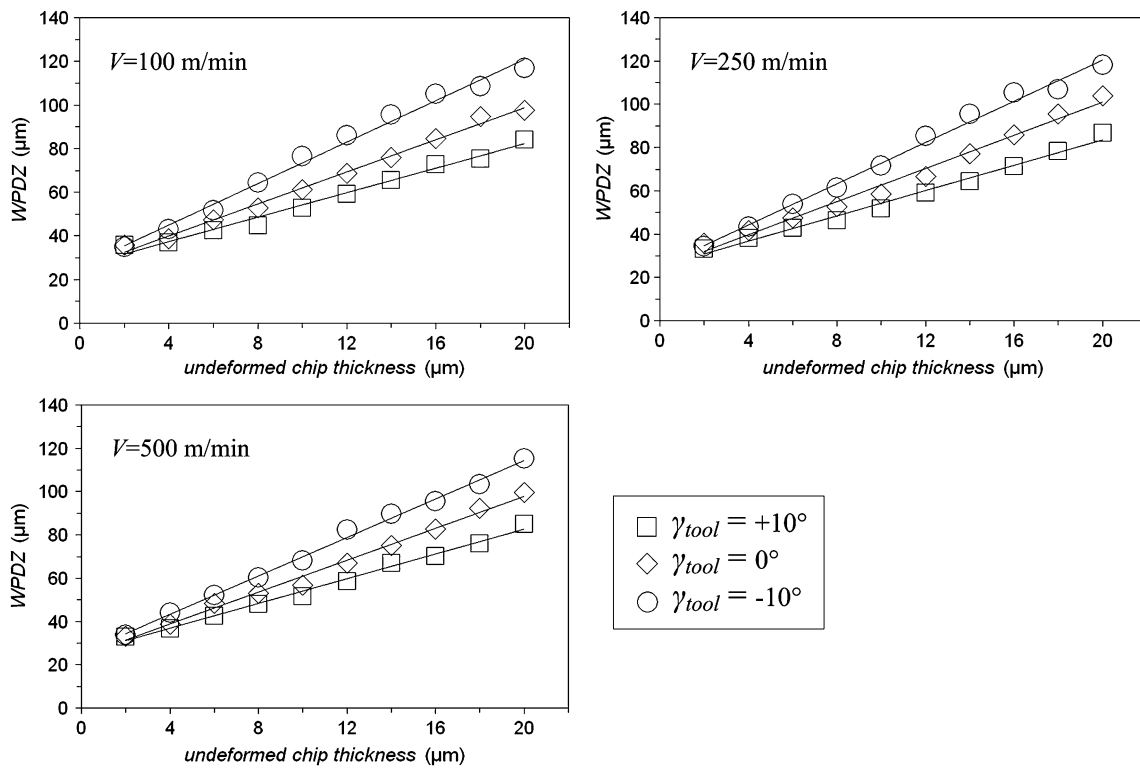 140
120
100
80
60
40
20
0
WPDZ (µm)
V=100 m/min
0 4 8 12 16 20
undeformed chip thickness (µm)
140
120
100
80
60
40
20
0
WPDZ (µm)
V=250 m/min
0 4 8 12 16 20
undeformed chip thickness (µm)
140
120
100
80
60
40
20
0
WPDZ (µm)
V=500 m/min
0 4 8 12 16 20
undeformed chip thickness (µm)
γtool = +10°
γtool = 0°
γtool = -10°